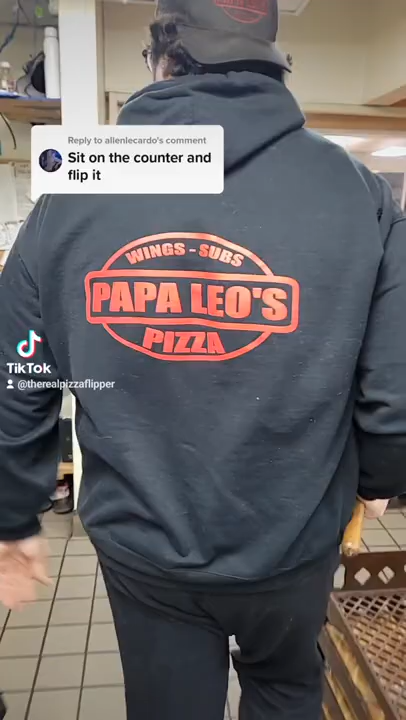 Reply to allenlecardo's comment
Sit on the counter and
flip it
WINGS - SUBS
PAPA LEO'S
PIZZA
TikTok
@therealpizzaflipper